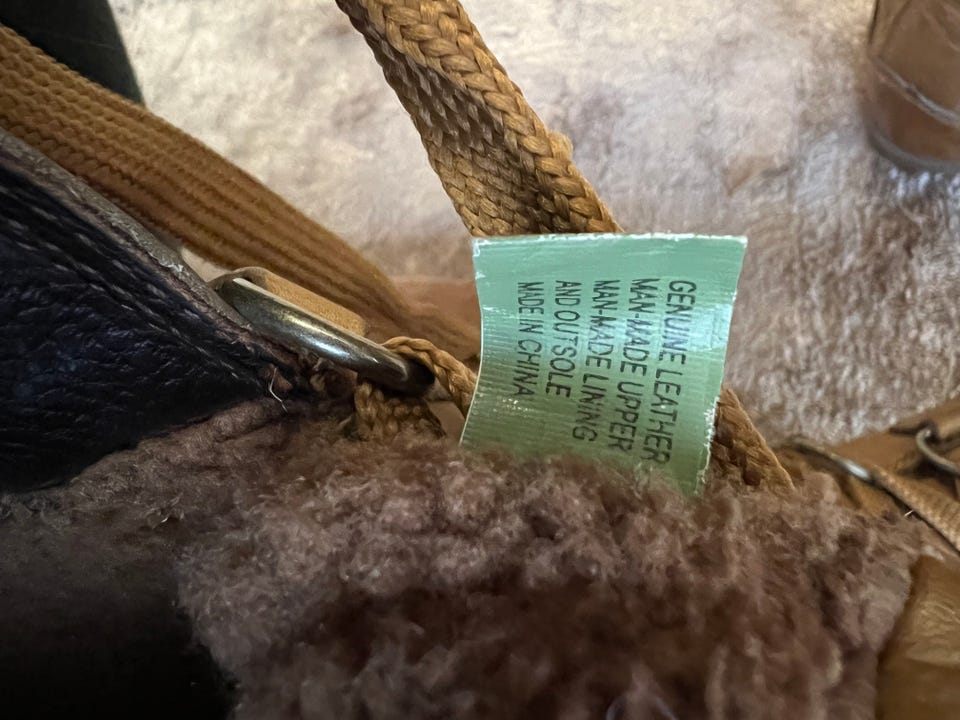 GENUINE LEATHER
MAN-MADE UPPER
MAN-MADE LINING
AND OUTSOLE
MADE IN CHINA